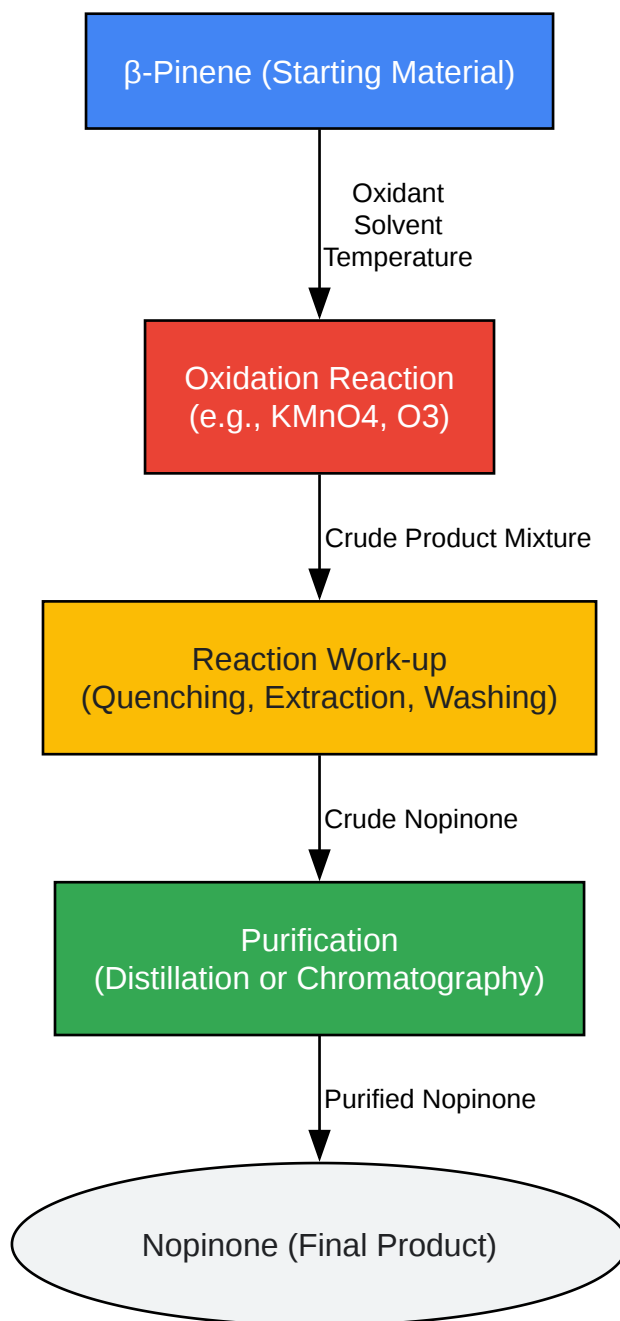 β-Pinene (Starting Material)
Oxidant
Solvent
Temperature
Oxidation Reaction
(e.g., KMnO4, O3)
Crude Product Mixture
Reaction Work-up
(Quenching, Extraction, Washing)
Crude Nopinone
Purification
(Distillation or Chromatography)
Purified Nopinone
Nopinone (Final Product)